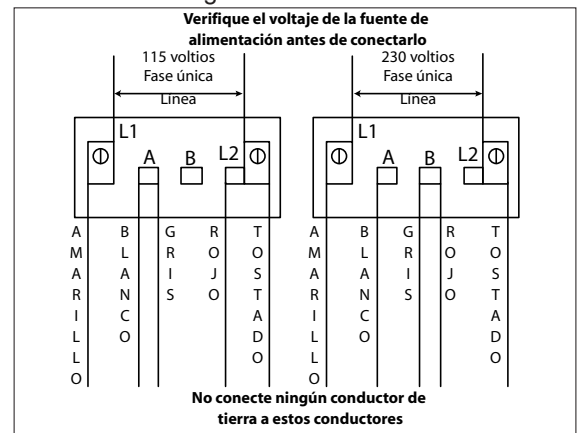 Verifique el voltaje de la fuente de
alimentación antes de conectarlo
115 voltios
Fase única
Línea
L1
A
B
L2
AMARILLO
BLANCO
GRIS
ROJO
TOSTADO
230 voltios
Fase única
Línea
L1
A
B
L2
AMARILLO
BLANCO
GRIS
ROJO
TOSTADO
No conecte ningún conductor de
tierra a estos conductores